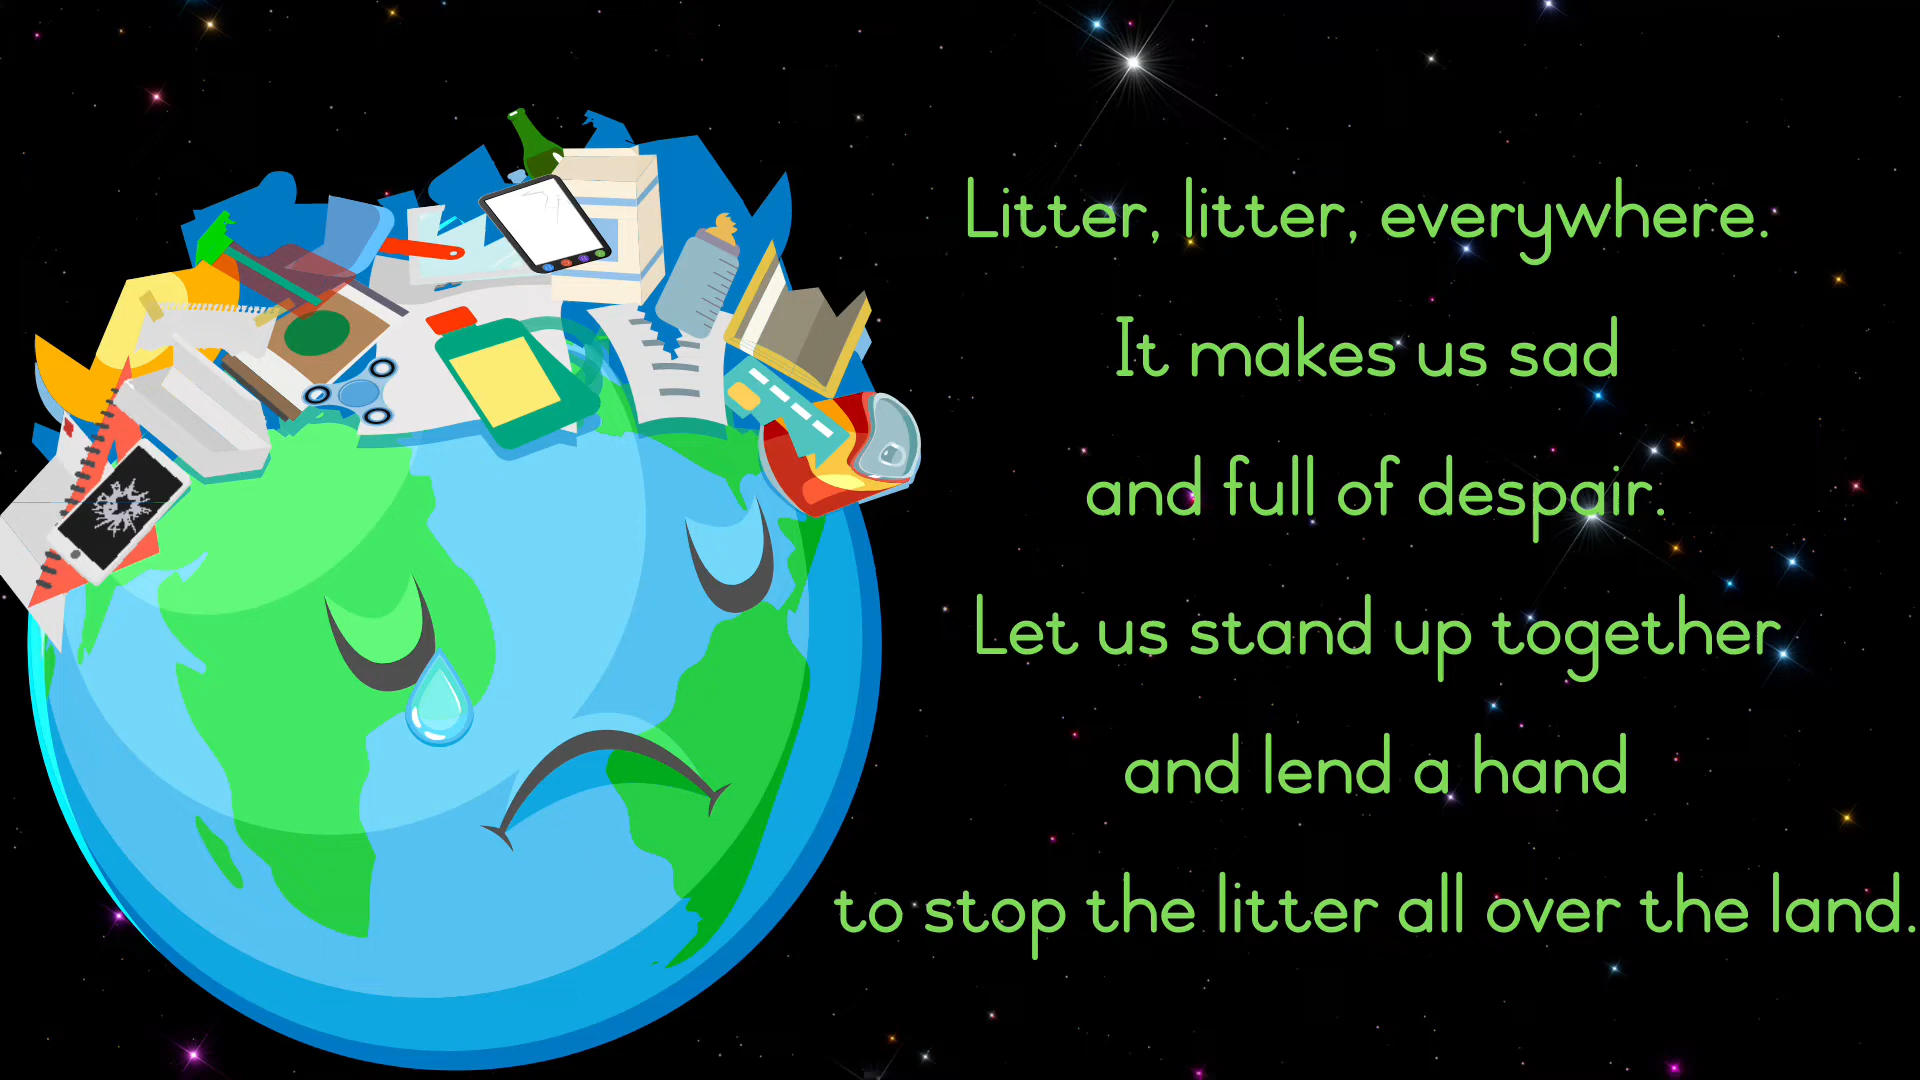 Litter, litter, everywhere.
It makes us sad
and full of despair.
Let us stand up together
and lend a hand
to stop the litter all over the land.